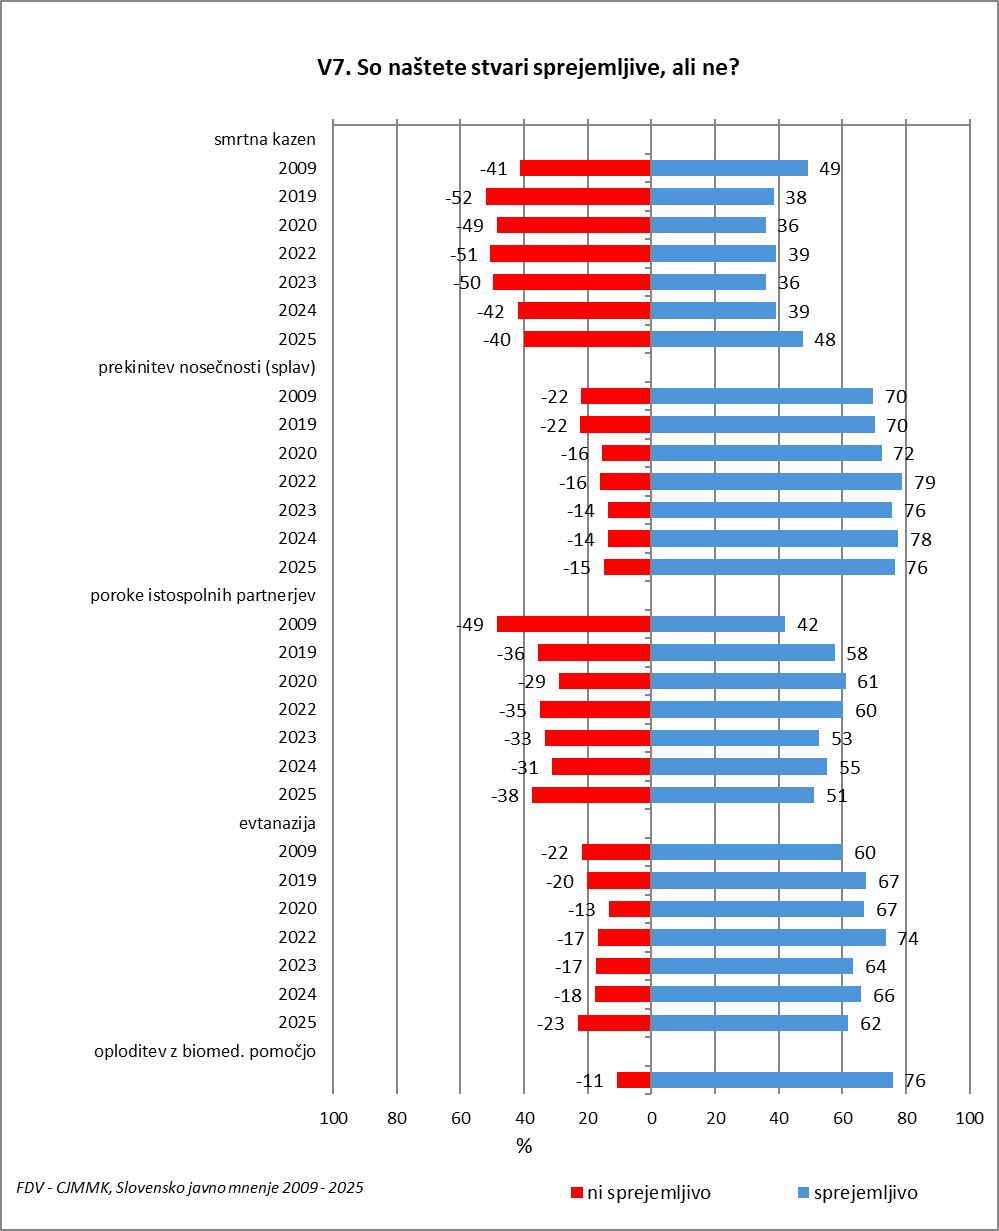 V7. So naštete stvari sprejemljive, ali ne?
smrtna kazen
2009 -41 49
2019 -52 38
2020 -49 36
2022 -51 39
2023 -50 36
2024 -42 39
2025 -40 48
prekinitev nosečnosti (splav)
2009 -22 70
2019 -22 70
2020 -16 72
2022 -16 79
2023 -14 76
2024 -14 78
2025 -15 76
poroke istospolnih partnerjev
2009 -49 42
2019 -36 58
2020 -29 61
2022 -35 60
2023 -33 53
2024 -31 55
2025 -38 51
evtanazija
2009 -22 60
2019 -20 67
2020 -13 67
2022 -17 74
2023 -17 64
2024 -18 66
2025 -23 62
oploditev z biomed. pomočjo
-11 76
100 80 60 40 20 0 20 40 60 80 100
%
FDV - CJMMK, Slovensko javno mnenje 2009 - 2025
ni sprejemljivo sprejemljivo